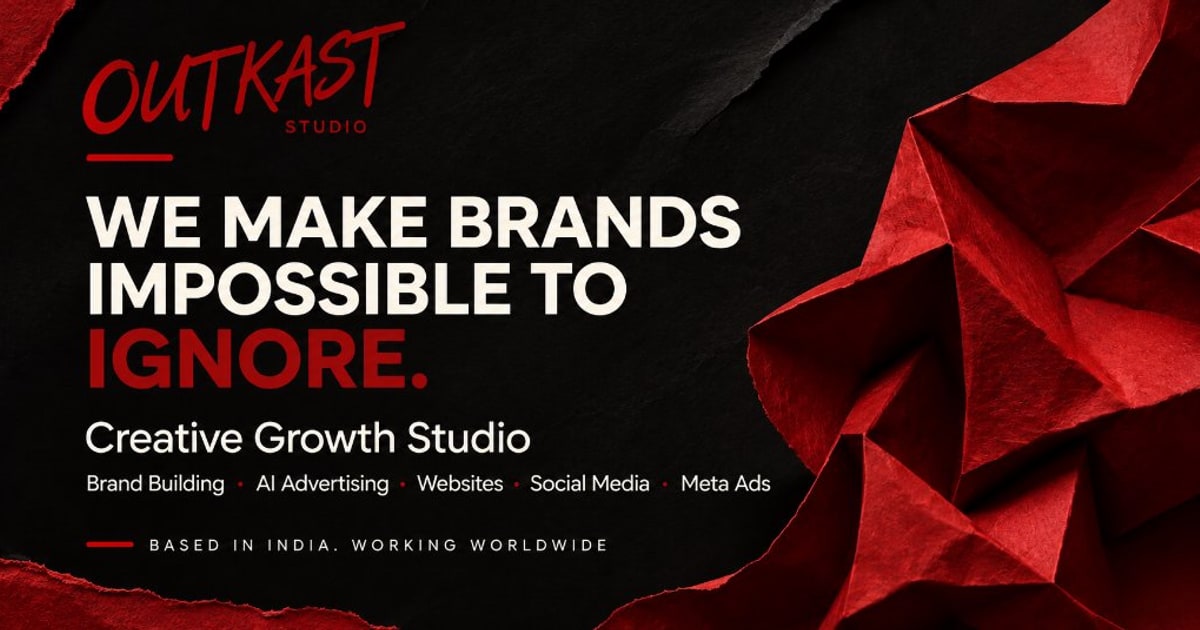 OUTKAST
STUDIO
WE MAKE BRANDS
IMPOSSIBLE TO
IGNORE.
Creative Growth Studio
Brand Building • AI Advertising • Websites • Social Media • Meta Ads
BASED IN INDIA. WORKING WORLDWIDE